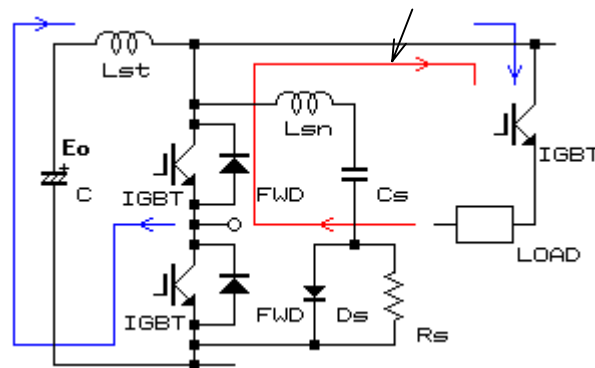 Lst
Lsn
Eo
+
C
IGBT
FWD
Cs
IGBT
LOAD
IGBT
FWD
Ds
Rs